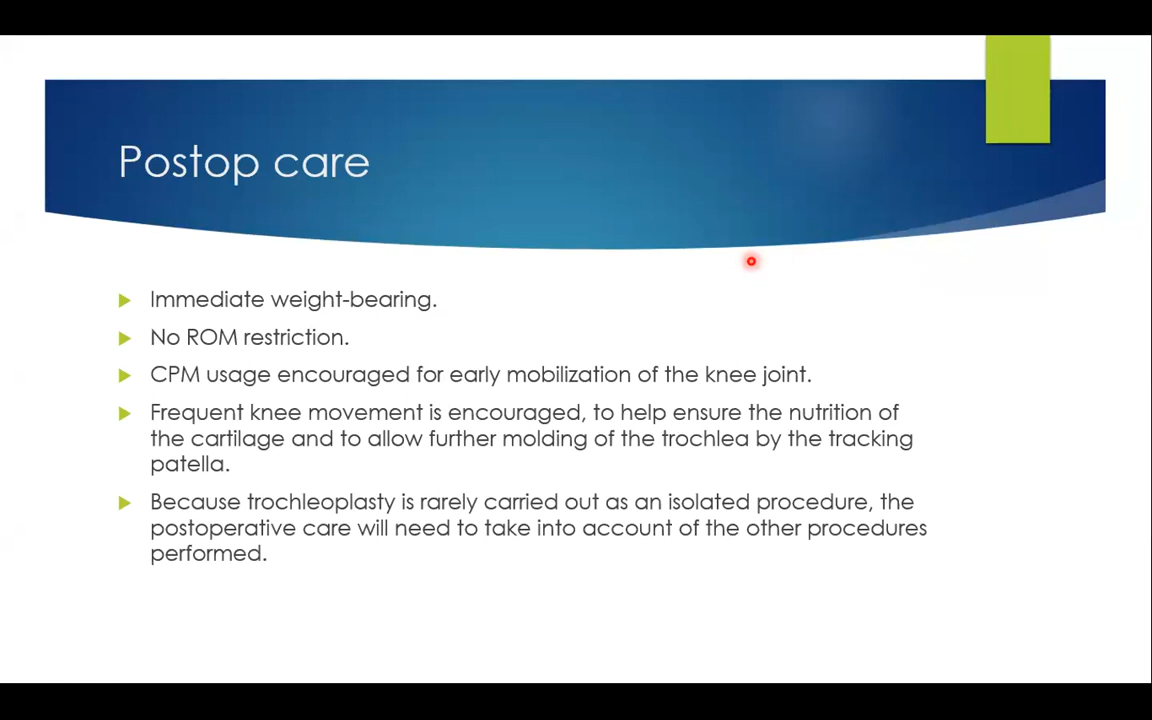 Postop care
Immediate weight-bearing.
No ROM restriction.
CPM usage encouraged for early mobilization of the knee joint.
Frequent knee movement is encouraged, to help ensure the nutrition of
the cartilage and to allow further molding of the trochlea by the tracking
patella.
Because trochleoplasty is rarely carried out as an isolated procedure, the
postoperative care will need to take into account of the other procedures
performed.